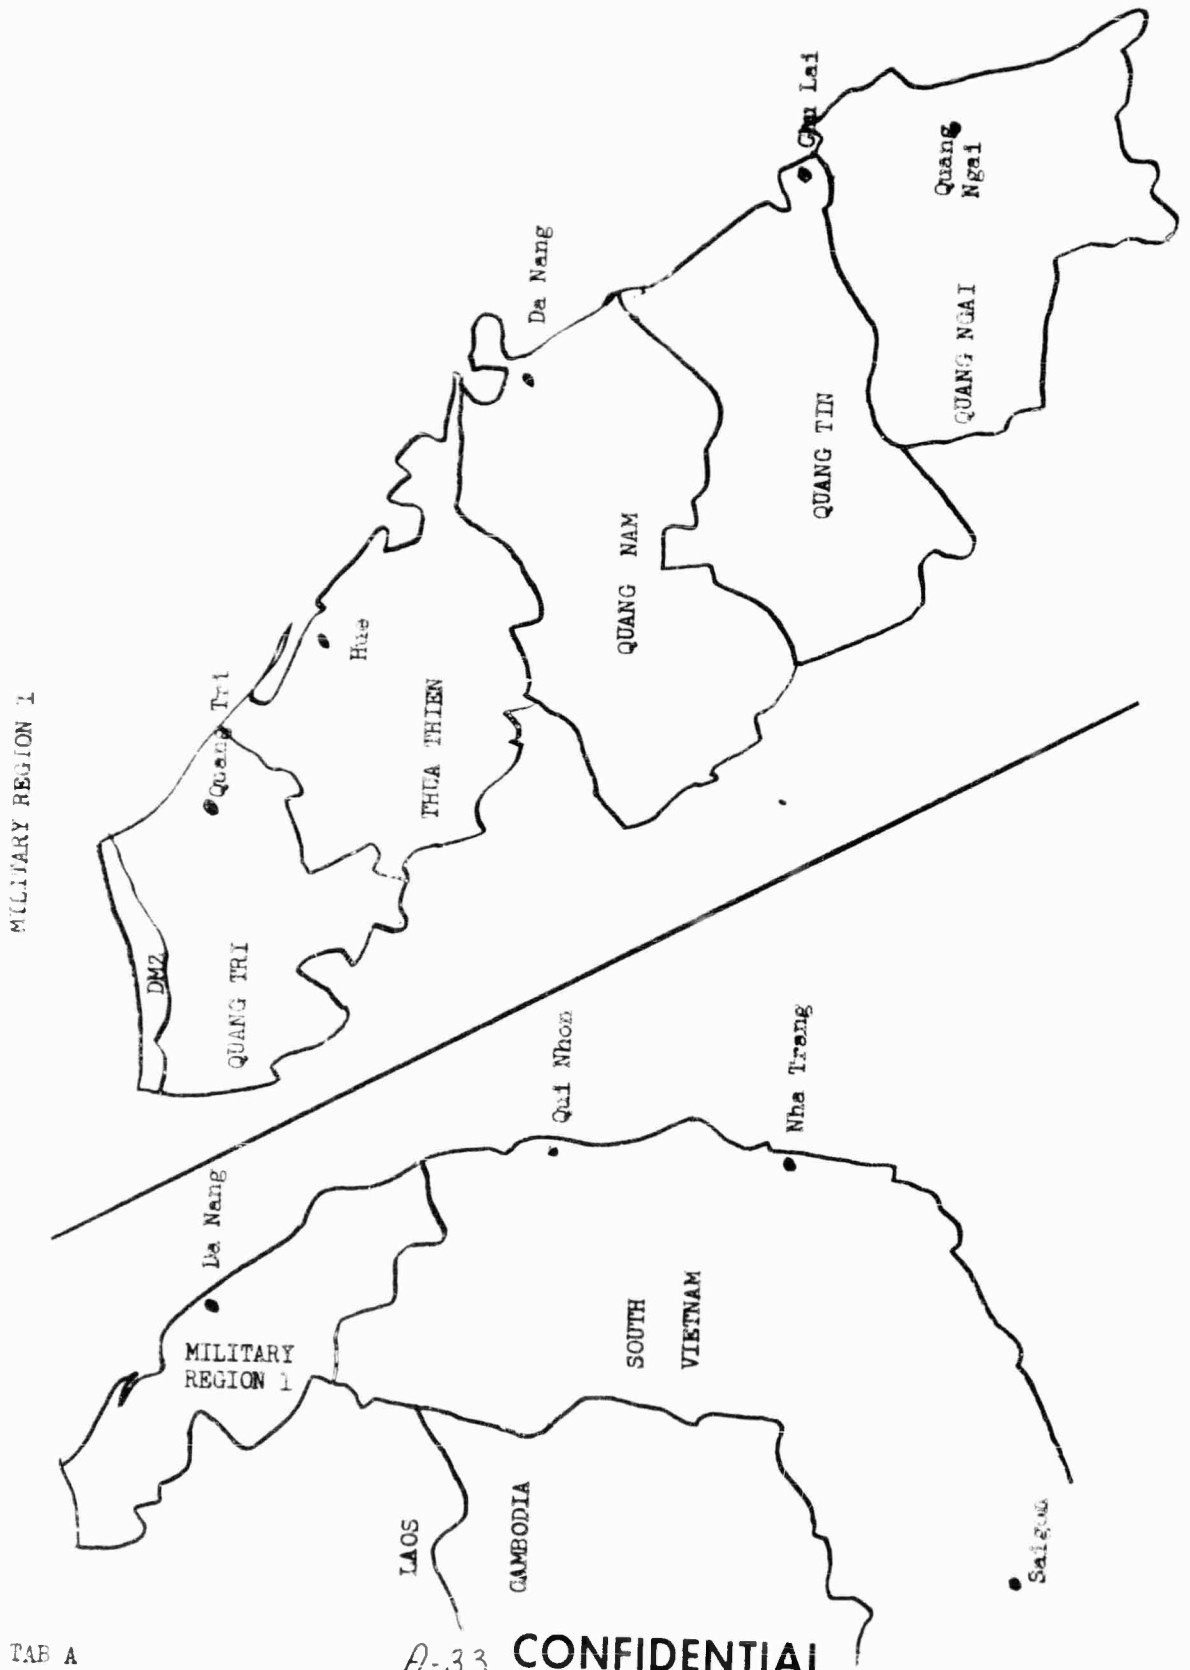 MILITARY REGION 1
DMZ
QUANG TRI
Quang Tri
Hue
THUA THIEN
Da Nang
QUANG NAM
QUANG TIN
Chu Lai
Quang
Ngai
QUANG NGAI
Da Nang
MILITARY
REGION 1
Qui Nhon
Nha Trang
SOUTH
VIETNAM
LAOS
CAMBODIA
Saigon
TAB A
A-33
CONFIDENTIAL